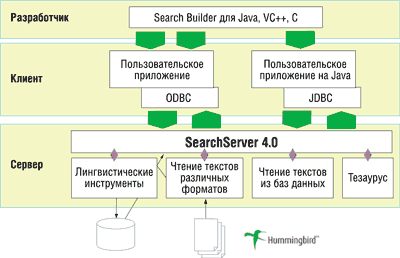 Разработчик
Search Builder для Java, VC++, C
Клиент
Пользовательское
приложение
ODBC
Пользовательское
приложение на Java
JDBC
Сервер
SearchServer 4.0
Лингвистические
инструменты
Чтение текстов
различных
форматов
Чтение текстов
из баз данных
Тезаурус
Hummingbird™